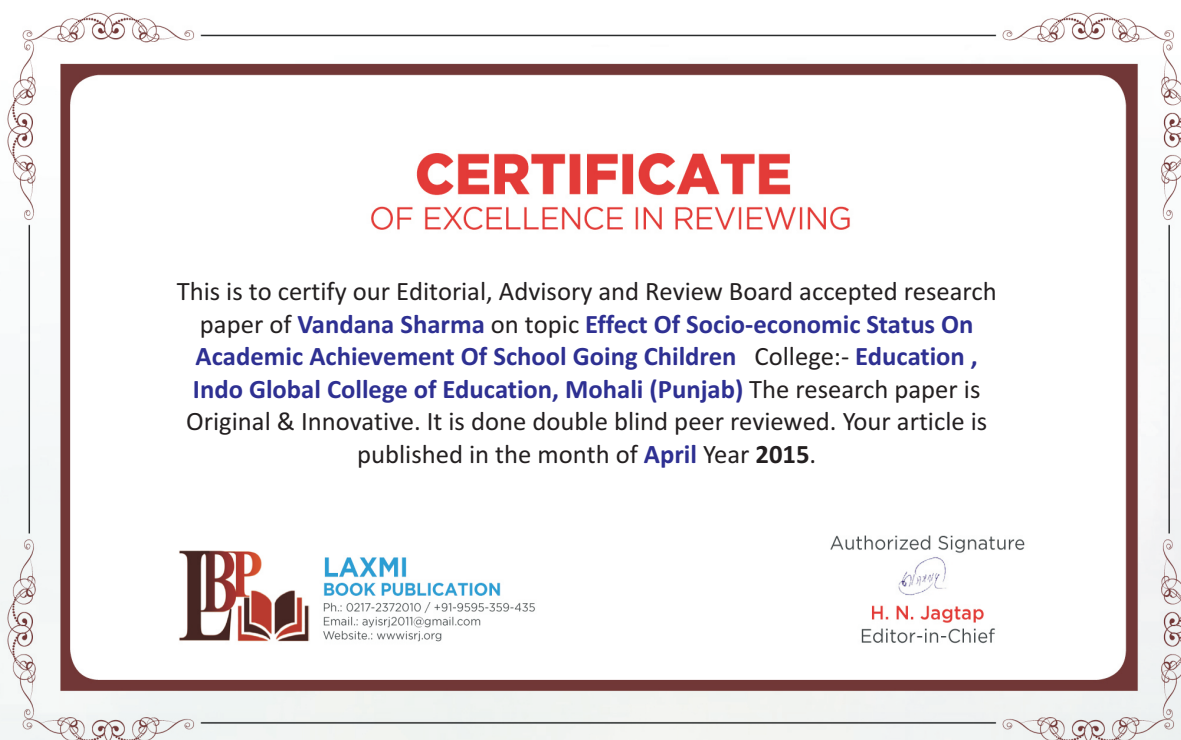 CERTIFICATE
OF EXCELLENCE IN REVIEWING
This is to certify our Editorial, Advisory and Review Board accepted research
paper of Vandana Sharma on topic Effect Of Socio-economic Status On
Academic Achievement Of School Going Children College:- Education ,
Indo Global College of Education, Mohali (Punjab) The research paper is
Original & Innovative. It is done double blind peer reviewed. Your article is
published in the month of April Year 2015.
LBP
LAXMI
BOOK PUBLICATION
Ph.: 0217-2372010 / +91-9595-359-435
Email.: ayisrj2011@gmail.com
Website.: wwwisrj.org
Authorized Signature
H. N. Jagtap
Editor-in-Chief